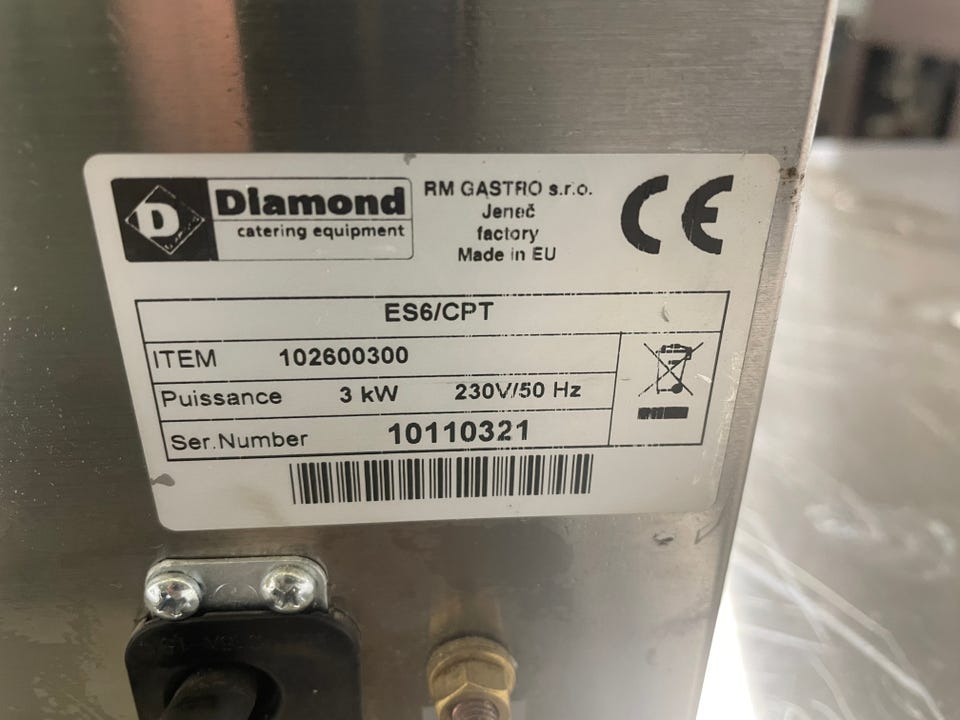 D Diamond
catering equipment
RM GASTRO s.r.o.
Jeneč
factory
Made in EU
CE
ES6/CPT
ITEM 102600300
Puissance 3 kW 230V/50 Hz
Ser.Number 10110321